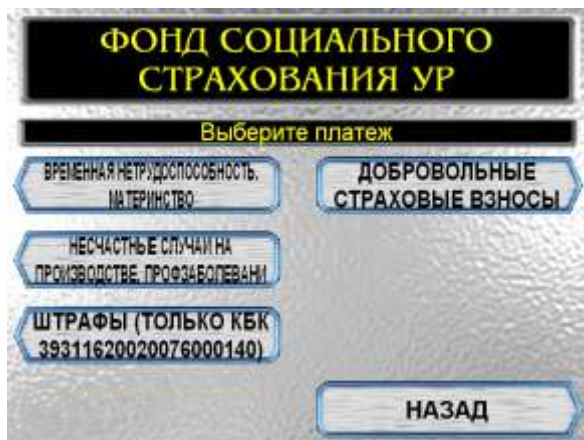 ФОНД СОЦИАЛЬНОГО
СТРАХОВАНИЯ УР
Выберите платеж
ВРЕМЕННАЯ НЕТРУДОСПОСОБНОСТЬ,
МАТЕРИНСТВО
ДОБРОВОЛЬНЫЕ
СТРАХОВЫЕ ВЗНОСЫ
НЕСЧАСТНЫЕ СЛУЧАИ НА
ПРОИЗВОДСТВЕ, ПРОФЗАБОЛЕВАНИ
ШТРАФЫ (ТОЛЬКО КБК
39311620020076000140)
НАЗАД